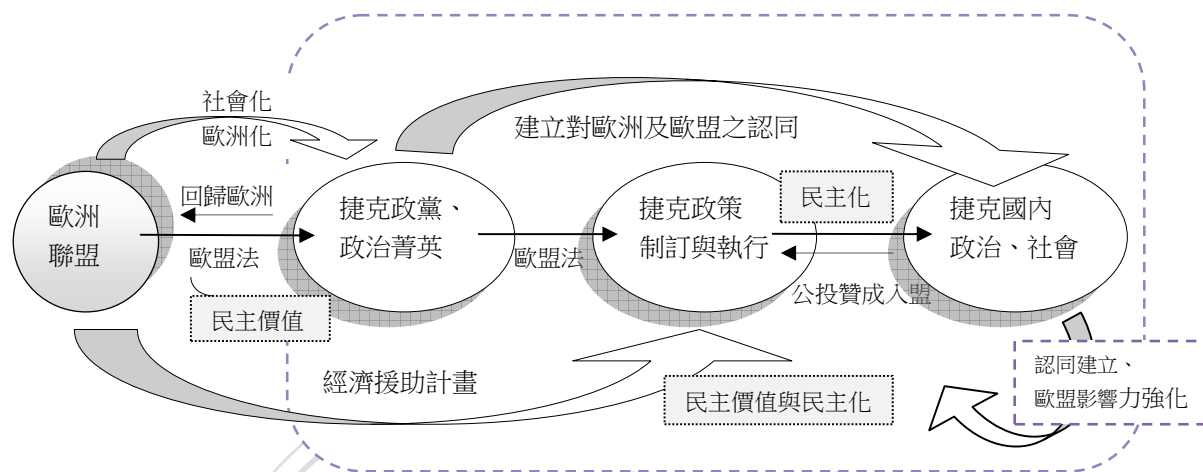 社會化
歐洲化
建立對歐洲及歐盟之認同
歐洲
聯盟
回歸歐洲
歐盟法
民主價值
捷克政黨、
政治菁英
歐盟法
捷克政策
制訂與執行
民主化
公投贊成入盟
捷克國內
政治、社會
經濟援助計畫
民主價值與民主化
認同建立、
歐盟影響力強化